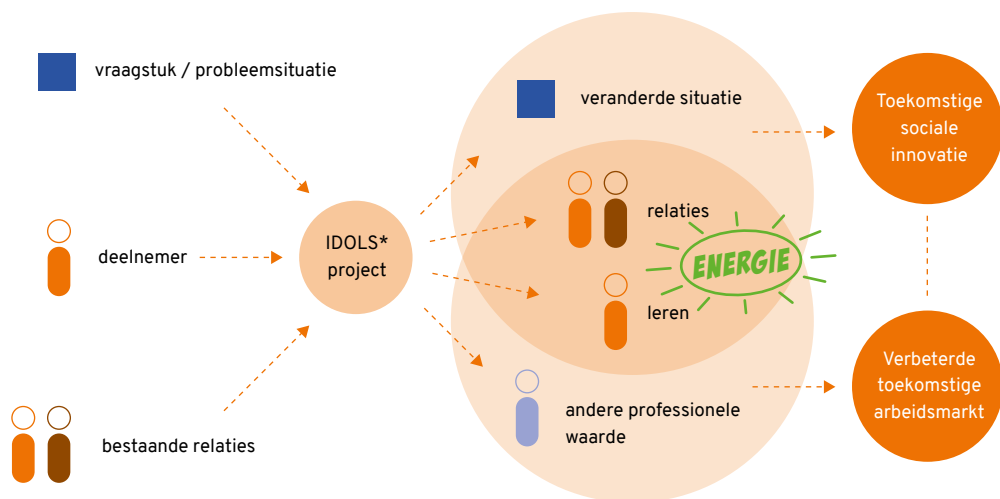 vraagstuk / probleemsituatie
deelnemer
bestaande relaties
IDOLS*
project
veranderde situatie
relaties
ENERGIE
leren
andere professionele
waarde
Toekomstige
sociale
innovatie
Verbeterde
toekomstige
arbeidsmarkt